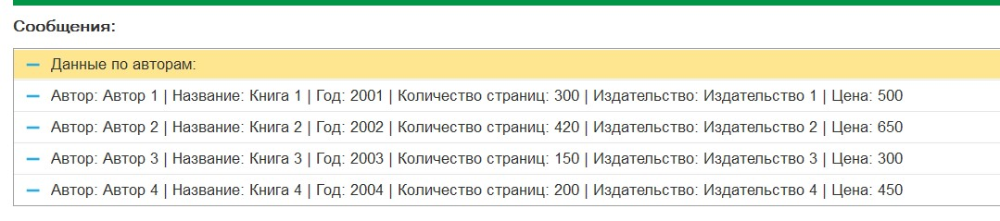 Сообщения:
Данные по авторам:
Автор: Автор 1 | Название: Книга 1 | Год: 2001 | Количество страниц: 300 | Издательство: Издательство 1 | Цена: 500
Автор: Автор 2 | Название: Книга 2 | Год: 2002 | Количество страниц: 420 | Издательство: Издательство 2 | Цена: 650
Автор: Автор 3 | Название: Книга 3 | Год: 2003 | Количество страниц: 150 | Издательство: Издательство 3 | Цена: 300
Автор: Автор 4 | Название: Книга 4 | Год: 2004 | Количество страниц: 200 | Издательство: Издательство 4 | Цена: 450